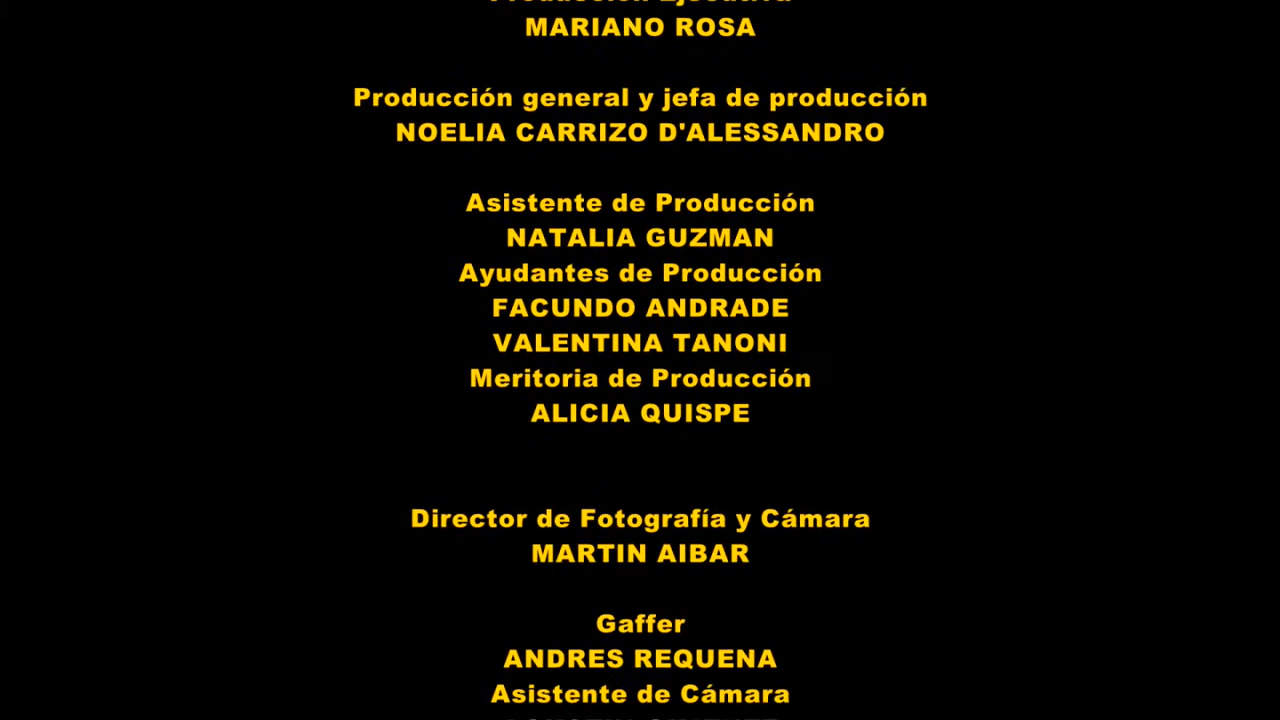 Producción Ejecutiva
MARIANO ROSA
Producción general y jefa de producción
NOELIA CARRIZO D'ALESSANDRO
Asistente de Producción
NATALIA GUZMAN
Ayudantes de Producción
FACUNDO ANDRADE
VALENTINA TANONI
Meritoria de Producción
ALICIA QUISPE
Director de Fotografía y Cámara
MARTIN AIBAR
Gaffer
ANDRES REQUENA
Asistente de Cámara